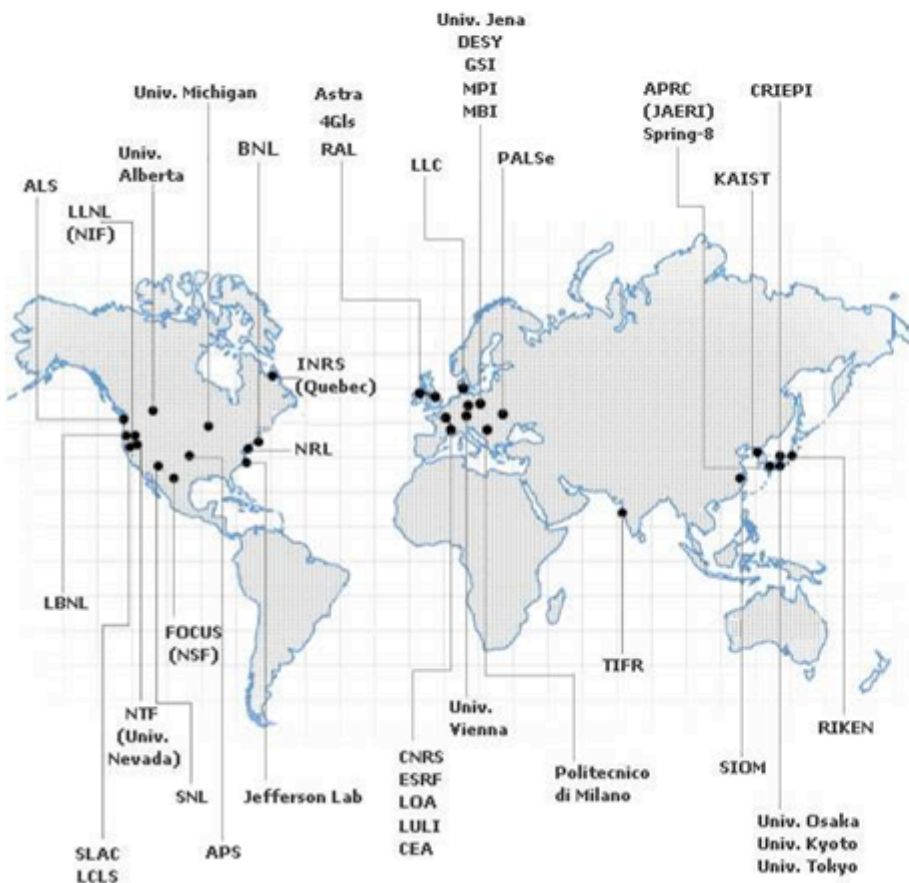 Univ. Jena
DESY
GSI
MPI
MBI
Univ. Michigan
Astra
4Gls
RAL
APRC
(JAERI)
Spring-8
CRIEPI
Univ.
Alberta
BNL
LLC
PALSe
KAIST
ALS
LLNL
(NIF)
INRS
(Quebec)
NRL
LBNL
FOCUS
(NSF)
TIFR
NTF
(Univ.
Nevada)
SNL
Jefferson Lab
Univ.
Vienna
RIKEN
CNRS
ESRF
LOA
LULI
CEA
Politecnico
di Milano
SIOM
SLAC
LCLS
APS
Univ. Osaka
Univ. Kyoto
Univ. Tokyo